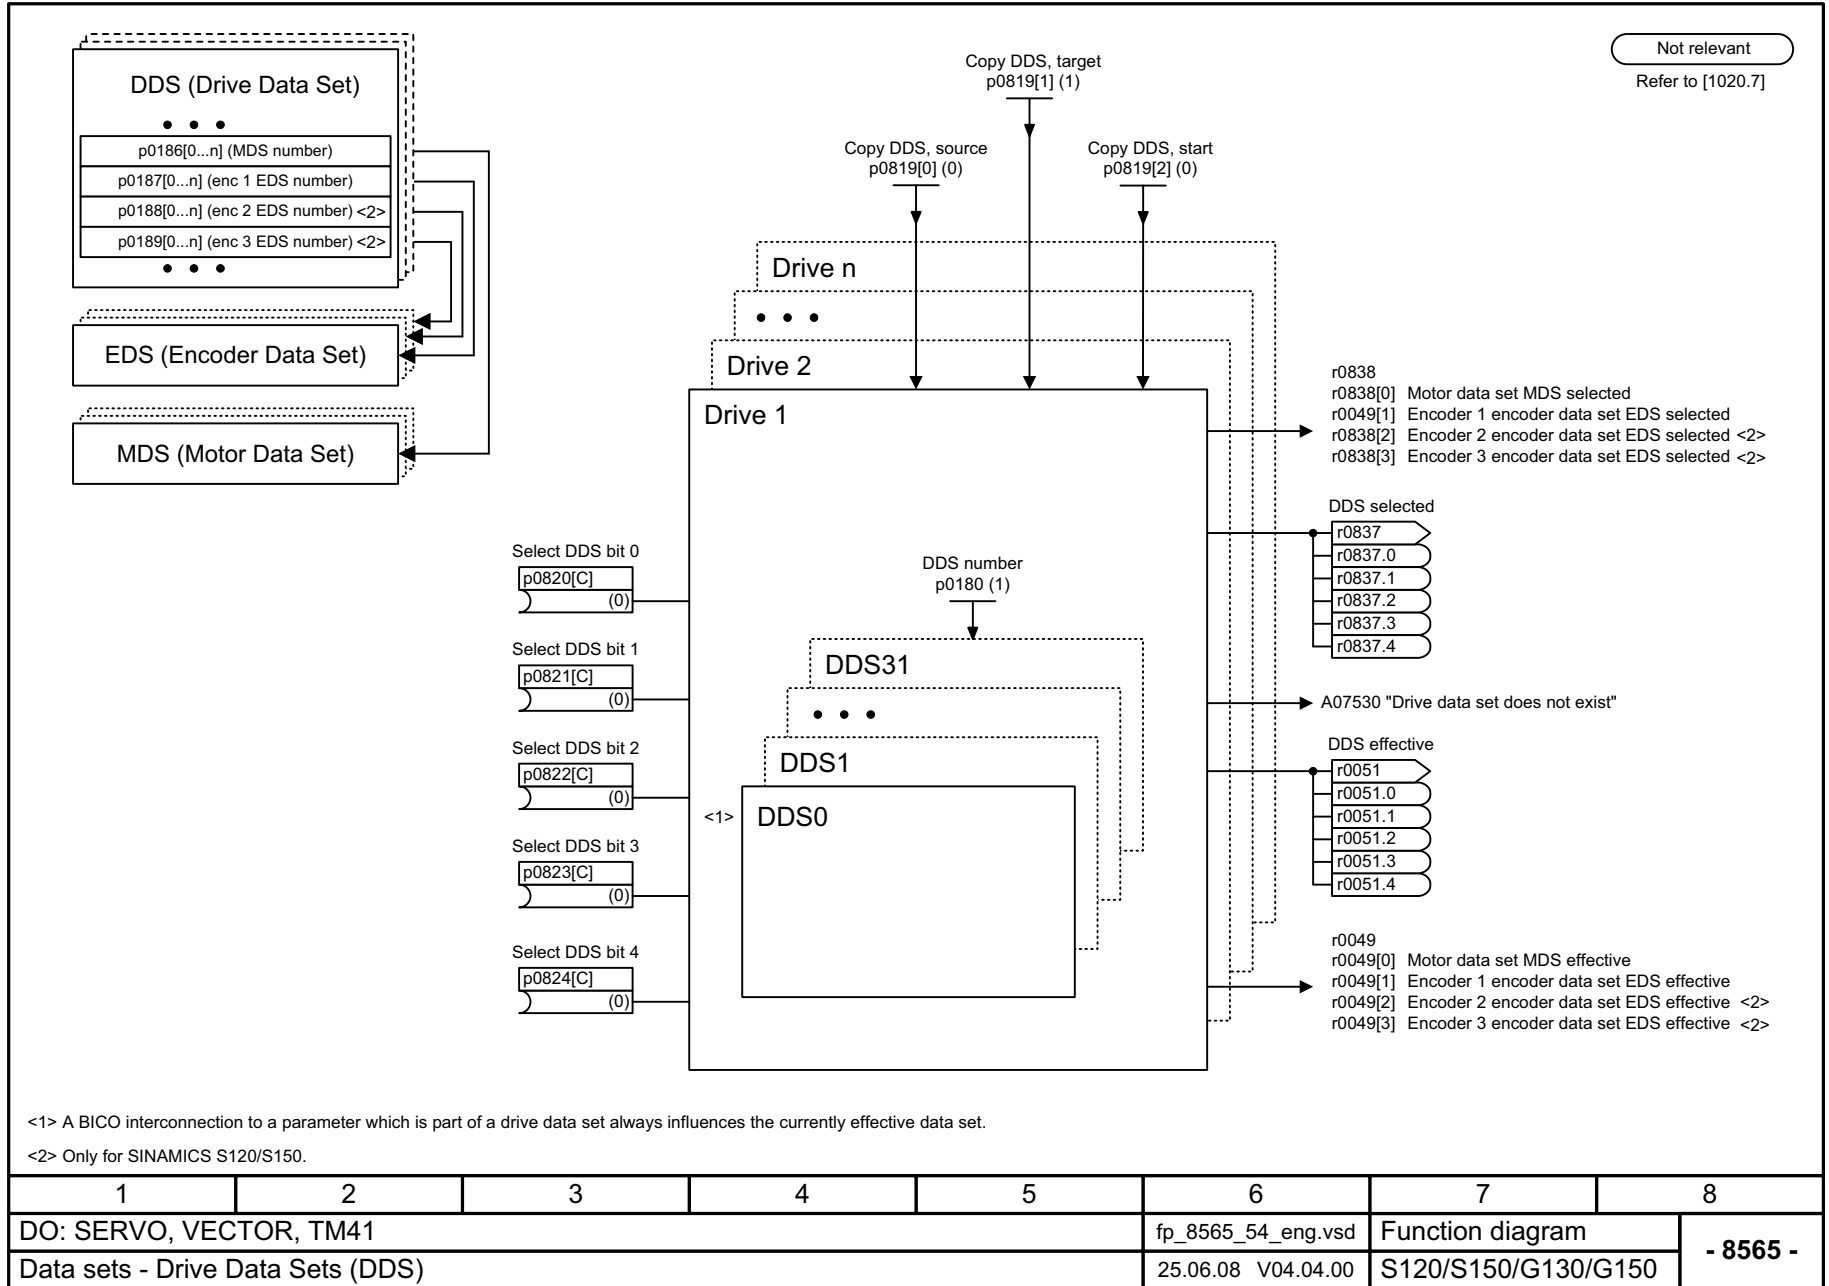 DDS (Drive Data Set)
p0186[0...n] (MDS number)
p0187[0...n] (enc 1 EDS number)
p0188[0...n] (enc 2 EDS number) <2>
p0189[0...n] (enc 3 EDS number) <2>
EDS (Encoder Data Set)
MDS (Motor Data Set)
Copy DDS, target
p0819[1] (1)
Copy DDS, source
p0819[0] (0)
Copy DDS, start
p0819[2] (0)
Not relevant
Refer to [1020.7]
Drive n
Drive 2
Drive 1
Select DDS bit 0
p0820[C]
(0)
Select DDS bit 1
p0821[C]
(0)
Select DDS bit 2
p0822[C]
(0)
Select DDS bit 3
p0823[C]
(0)
Select DDS bit 4
p0824[C]
(0)
DDS number
p0180 (1)
DDS31
DDS1
<1>
DDS0
r0838
r0838[0] Motor data set MDS selected
r0049[1] Encoder 1 encoder data set EDS selected
r0838[2] Encoder 2 encoder data set EDS selected <2>
r0838[3] Encoder 3 encoder data set EDS selected <2>
DDS selected
r0837
r0837.0
r0837.1
r0837.2
r0837.3
r0837.4
A07530 "Drive data set does not exist"
DDS effective
r0051
r0051.0
r0051.1
r0051.2
r0051.3
r0051.4
r0049
r0049[0] Motor data set MDS effective
r0049[1] Encoder 1 encoder data set EDS effective
r0049[2] Encoder 2 encoder data set EDS effective <2>
r0049[3] Encoder 3 encoder data set EDS effective <2>
<1> A BICO interconnection to a parameter which is part of a drive data set always influences the currently effective data set.
<2> Only for SINAMICS S120/S150.
1 2 3 4 5 6 7 8
DO: SERVO, VECTOR, TM41
fp_8565_54_eng.vsd
Function diagram
- 8565 -
Data sets - Drive Data Sets (DDS)
25.06.08 V04.04.00
S120/S150/G130/G150